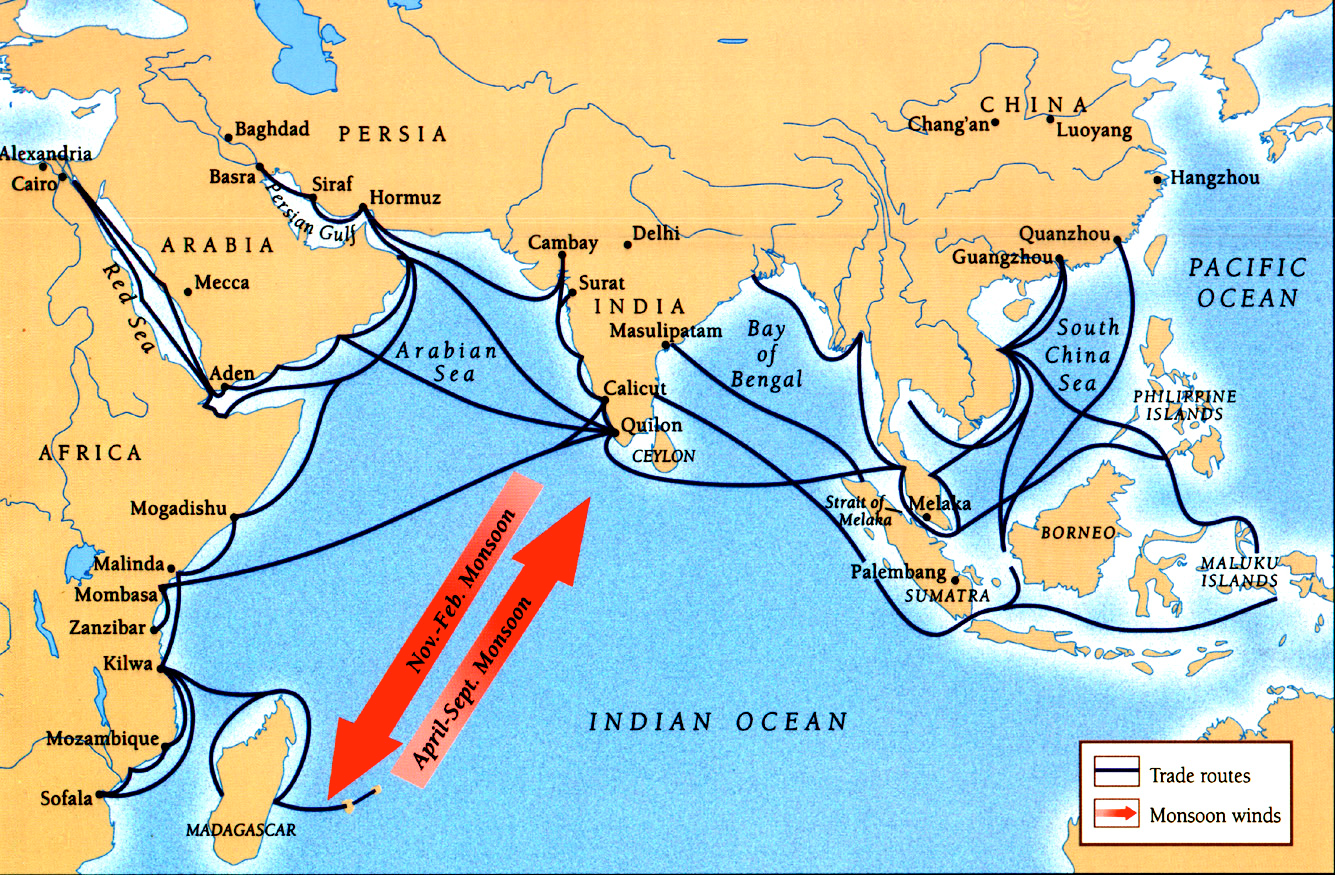 CHINA
Chang'an
Luoyang
Baghdad
PERSIA
Alexandria
Cairo
Basra
Siraf
Hormuz
Persian Gulf
Hangzhou
ARABIA
Cambay
Delhi
Quanzhou
Guangzhou
Mecca
Red Sea
Surat
INDIA
Masulipatam
PACIFIC
OCEAN
Arabian
Sea
Bay
of
Bengal
South
China
Sea
Aden
Calicut
Quilon
CEYLON
PHILIPPINE
ISLANDS
AFRICA
Mogadishu
Strait of
Melaka
Melaka
BORNEO
Malinda
Mombasa
Zanzibar
Kilwa
Palembang
SUMATRA
MALUKU
ISLANDS
Nov.-Feb. Monsoon
April-Sept. Monsoon
INDIAN OCEAN
Mozambique
Sofala
MADAGASCAR
Trade routes
Monsoon winds